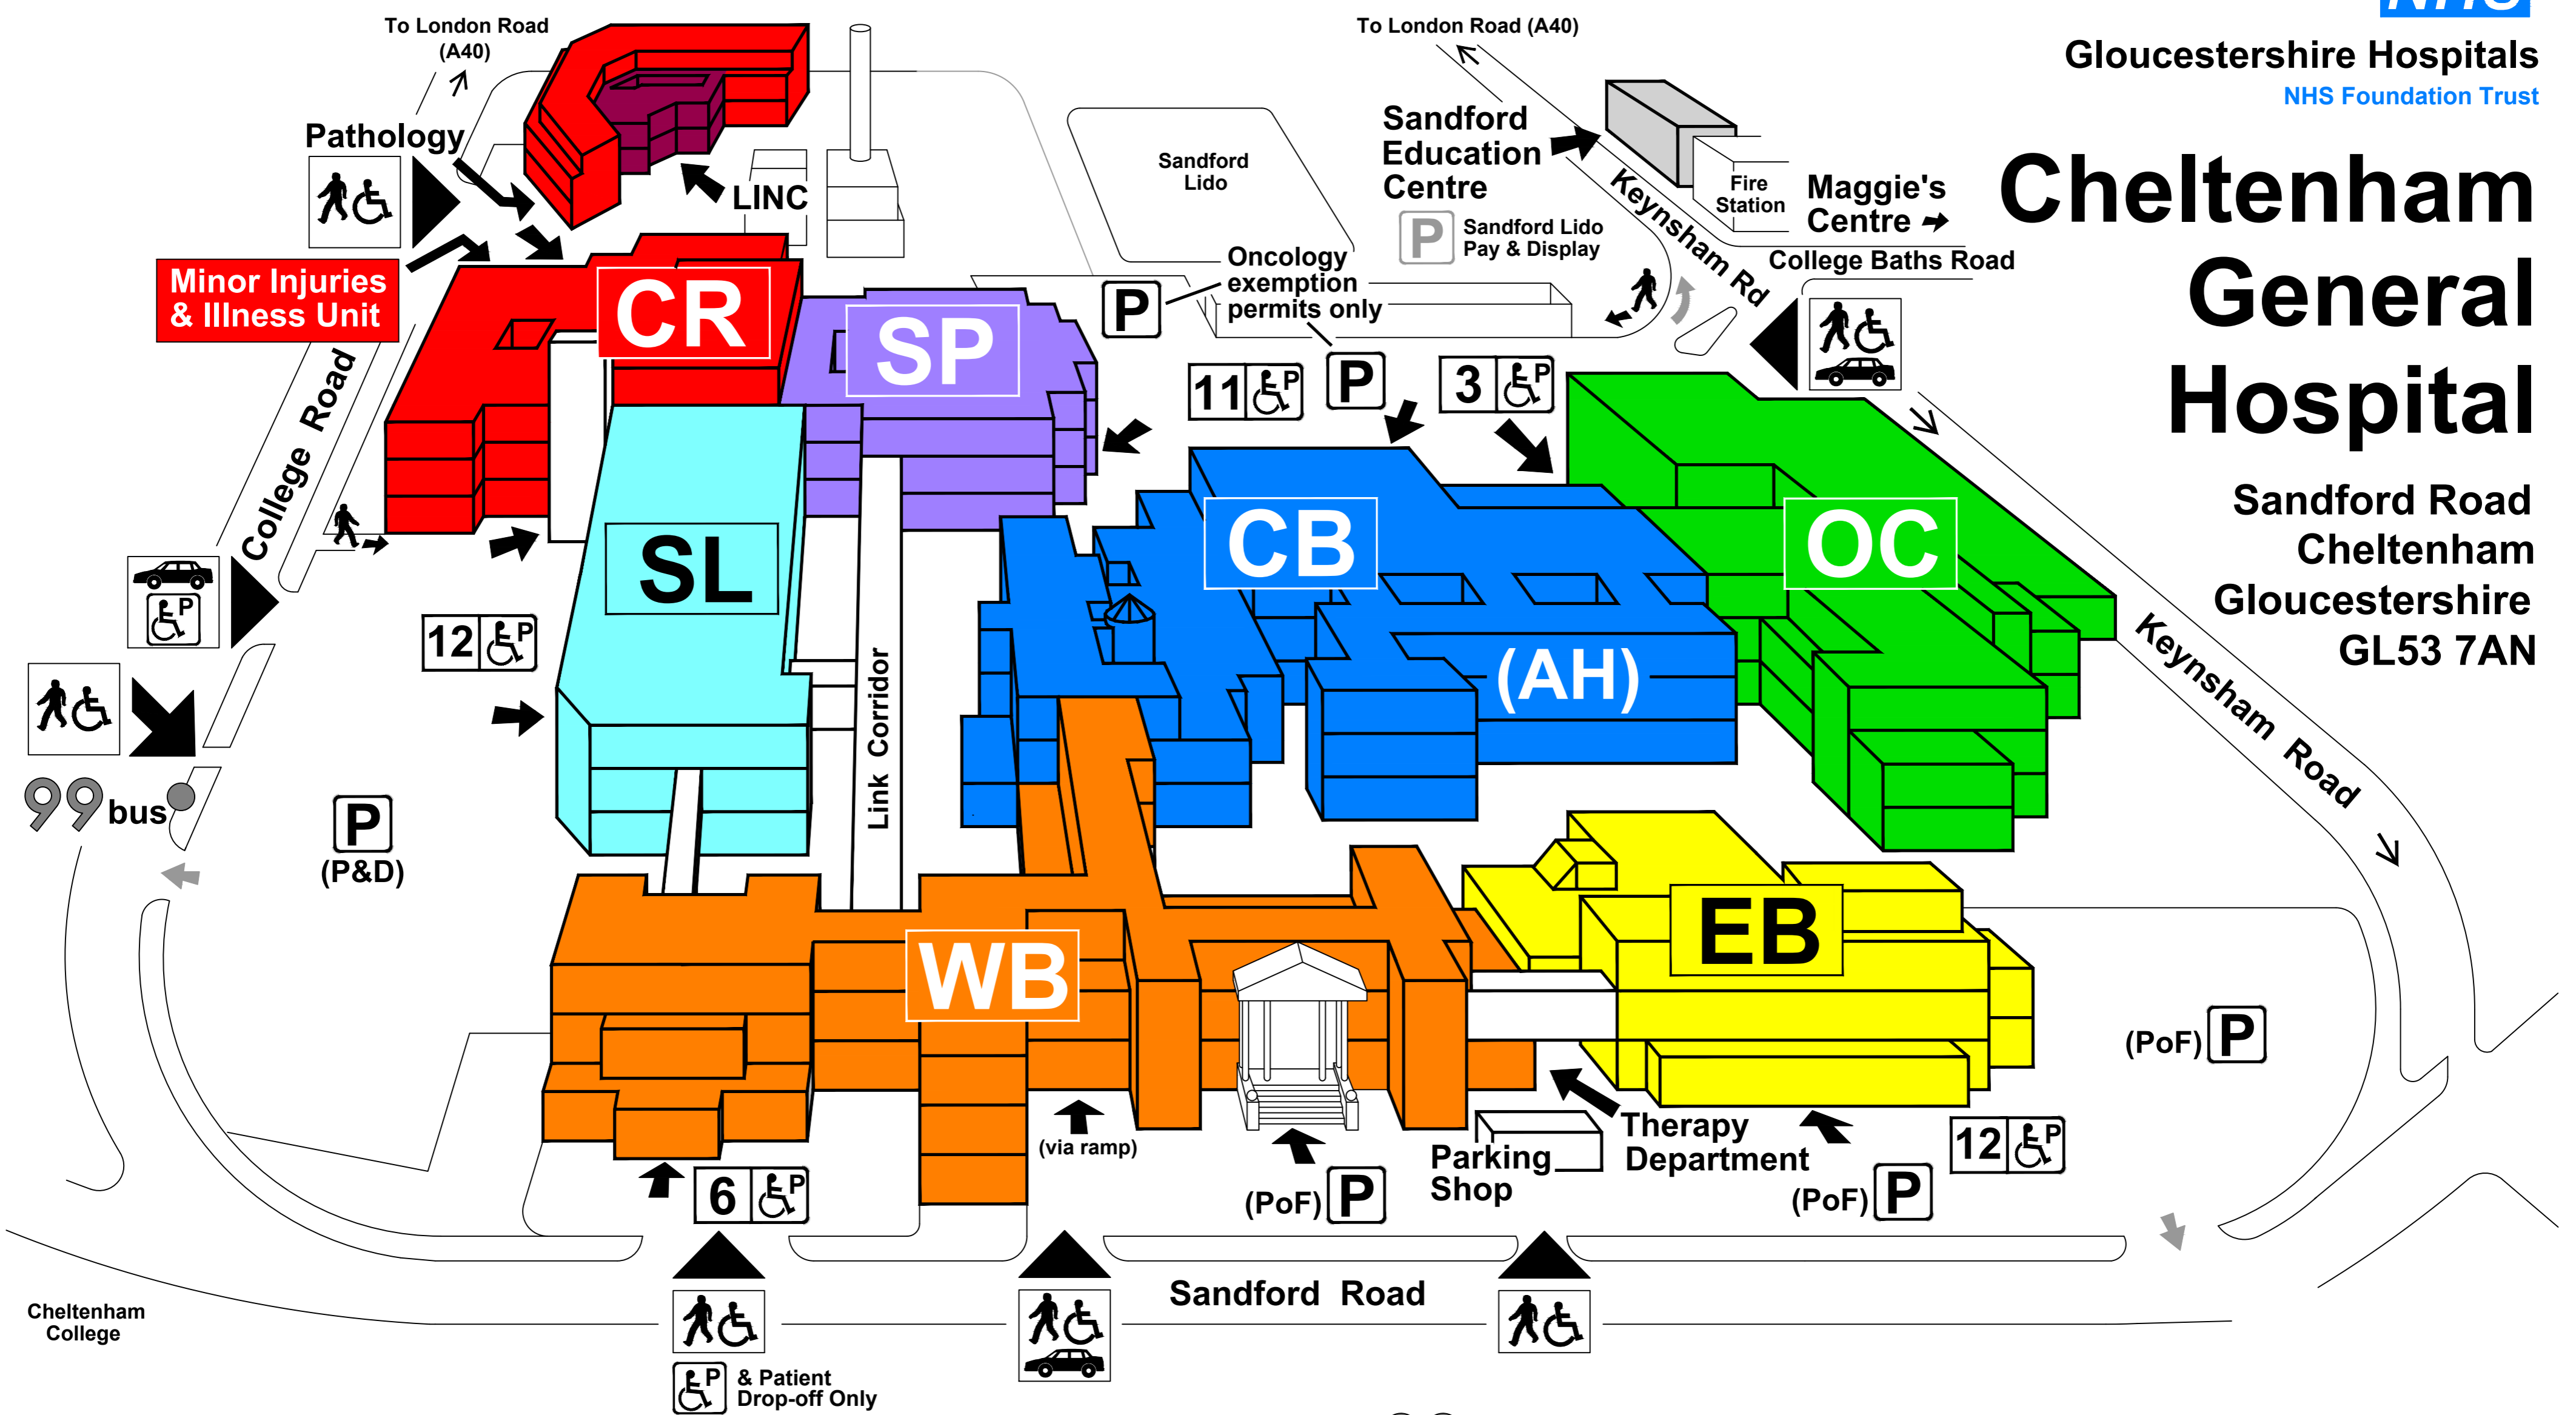 NHS
Gloucestershire Hospitals
NHS Foundation Trust
Cheltenham
General
Hospital
Sandford Road
Cheltenham
Gloucestershire
GL53 7AN
To London Road
(A40)
Pathology
LINC
Minor Injuries
& Illness Unit
College Road
To London Road (A40)
Sandford
Lido
Sandford
Education
Centre
P
Sandford Lido
Pay & Display
Fire
Station
Maggie's
Centre
College Baths Road
Keynsham Rd
Oncology
exemption
permits only
P
P
11 P
3 P
CR
SP
SL
CB
(AH)
OC
Keynsham Road
P
12 P
99 bus
P
(P&D)
Link Corridor
WB
EB
(PoF) P
(via ramp)
6 P
(PoF) P
Parking
Shop
Therapy
Department
(PoF) P
12 P
Sandford Road
Cheltenham
College
P & Patient
Drop-off Only